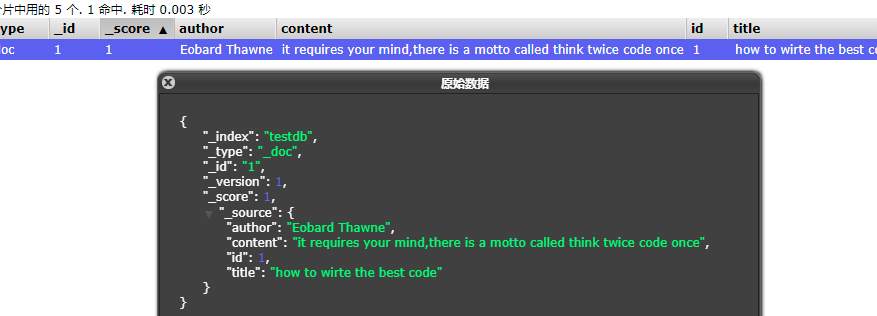 片中用的 5 个. 1 命中. 耗时 0.003 秒
ype _id _score ▲ author content id title
oc 1 1 Eobard Thawne it requires your mind,there is a motto called think twice code once 1 how to wirte the best co
原始数据
{
"_index": "testdb",
"_type": "_doc",
"_id": "1",
"_version": 1,
"_score": 1,
▼ "_source": {
"author": "Eobard Thawne",
"content": "it requires your mind,there is a motto called think twice code once",
"id": 1,
"title": "how to wirte the best code"
}
}